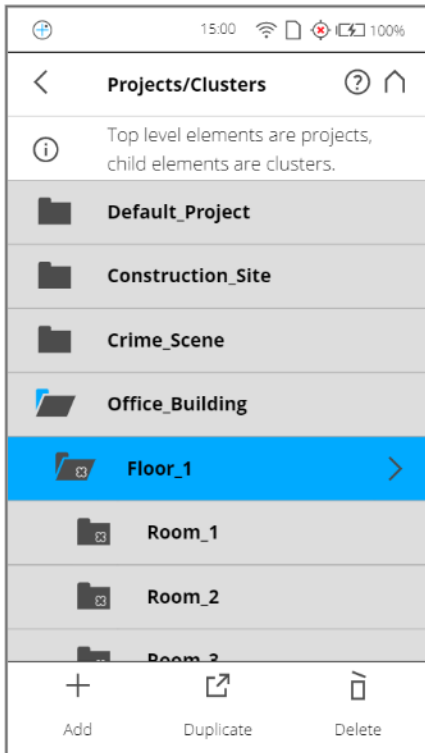 15:00 100%
Projects/Clusters
Top level elements are projects,
child elements are clusters.
Default_Project
Construction_Site
Crime_Scene
Office_Building
Floor_1
Room_1
Room_2
Room_3
Add Duplicate Delete